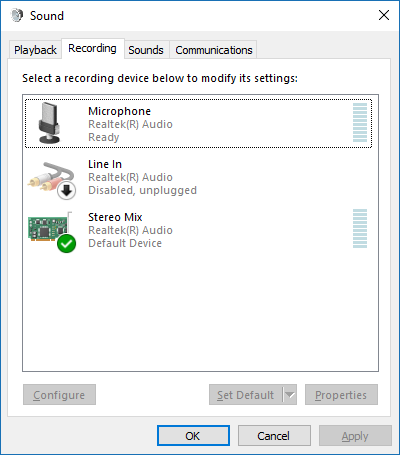 Sound
Playback Recording Sounds Communications
Select a recording device below to modify its settings:
Microphone
Realtek(R) Audio
Ready
Line In
Realtek(R) Audio
Disabled, unplugged
Stereo Mix
Realtek(R) Audio
Default Device
Configure Set Default Properties
OK Cancel Apply